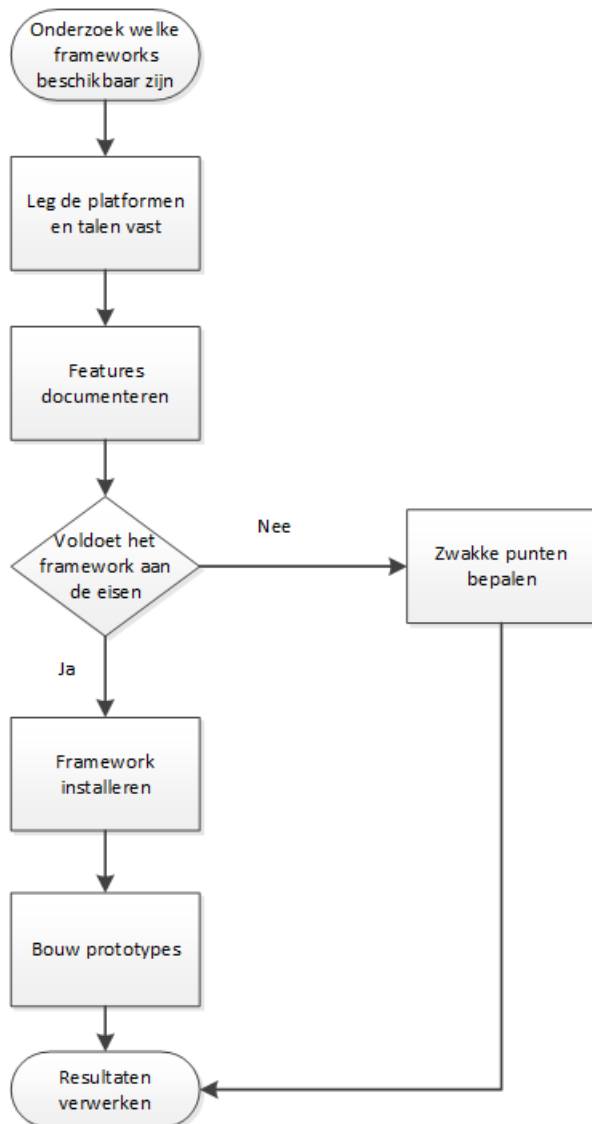 Onderzoek welke
frameworks
beschikbaar zijn
Leg de platformen
en talen vast
Features
documenteren
Voldoet het
framework aan
de eisen
Nee
Zwakke punten
bepalen
Ja
Framework
installeren
Bouw prototypes
Resultaten
verwerken